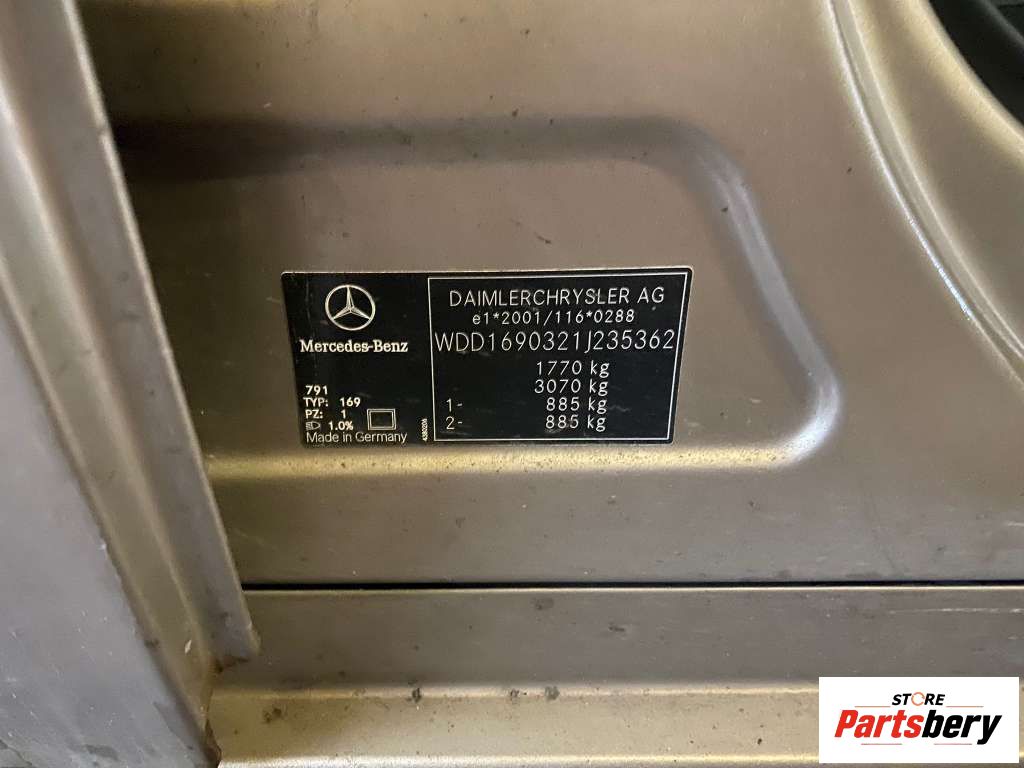 Mercedes-Benz
791
TYP: 169
PZ: 1
1.0%
Made in Germany
DAIMLERCHRYSLER AG
e1*2001/116*0288
WDD1690321J235362
1770 kg
3070 kg
1- 885 kg
2- 885 kg
STORE
Partsbery